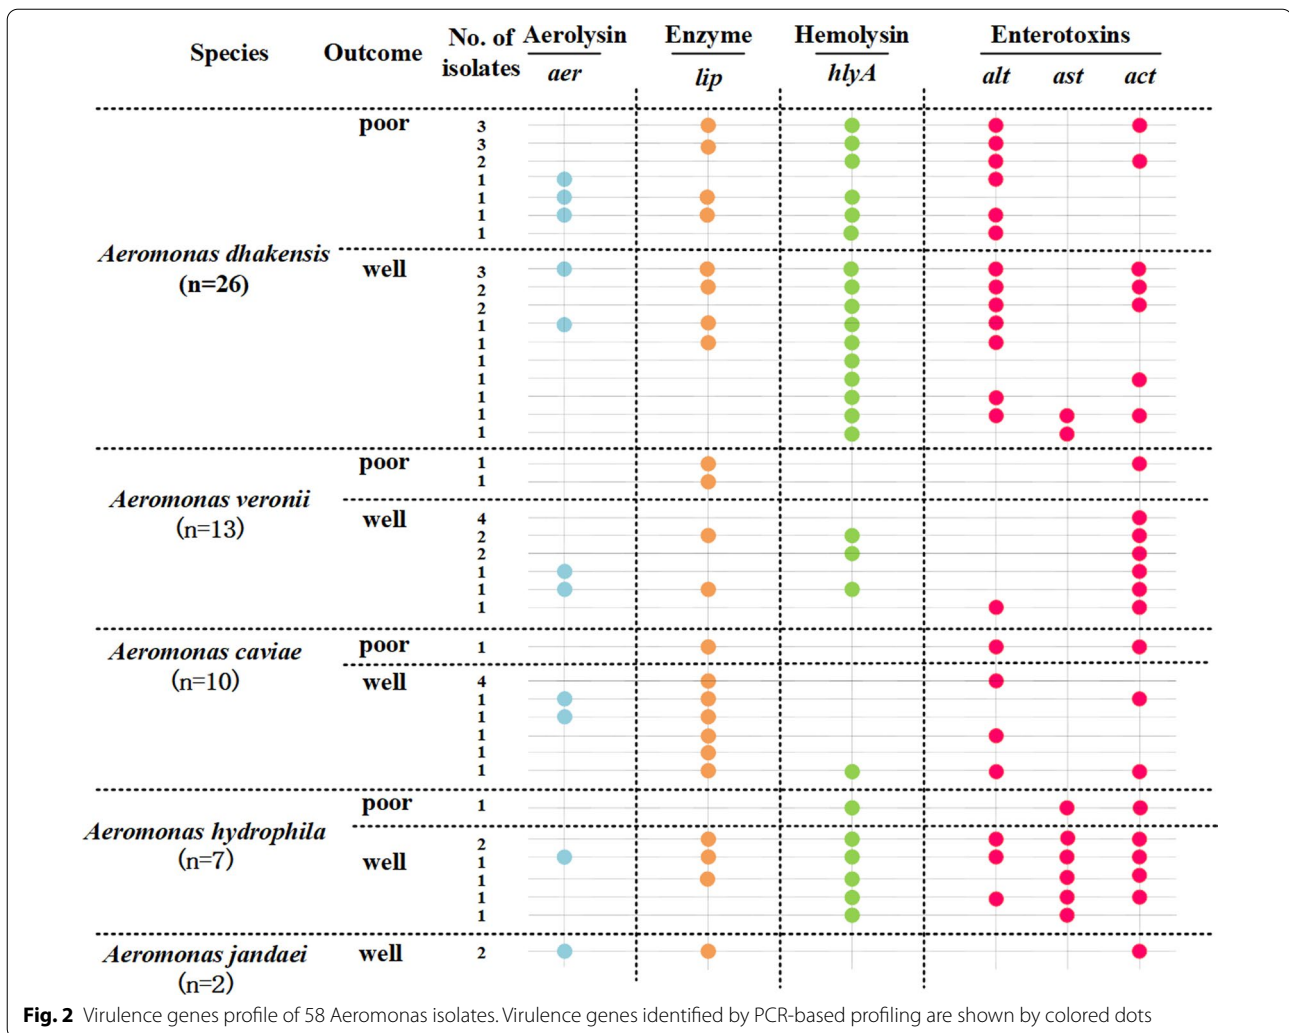 Species Outcome No. of isolates Aerolysin Enzyme Hemolysin Enterotoxins
aer lip hlyA alt ast act
Aeromonas dhakensis
(n=26)
poor
3
3
2
1
1
1
1
well
3
2
2
1
1
1
1
1
1
1
Aeromonas veronii
(n=13)
poor
1
1
well
4
2
2
1
1
1
Aeromonas caviae
(n=10)
poor
1
well
4
1
1
1
1
1
Aeromonas hydrophila
(n=7)
poor
1
well
2
1
1
1
1
Aeromonas jandaei
(n=2)
well
2
Fig. 2 Virulence genes profile of 58 Aeromonas isolates. Virulence genes identified by PCR-based profiling are shown by colored dots